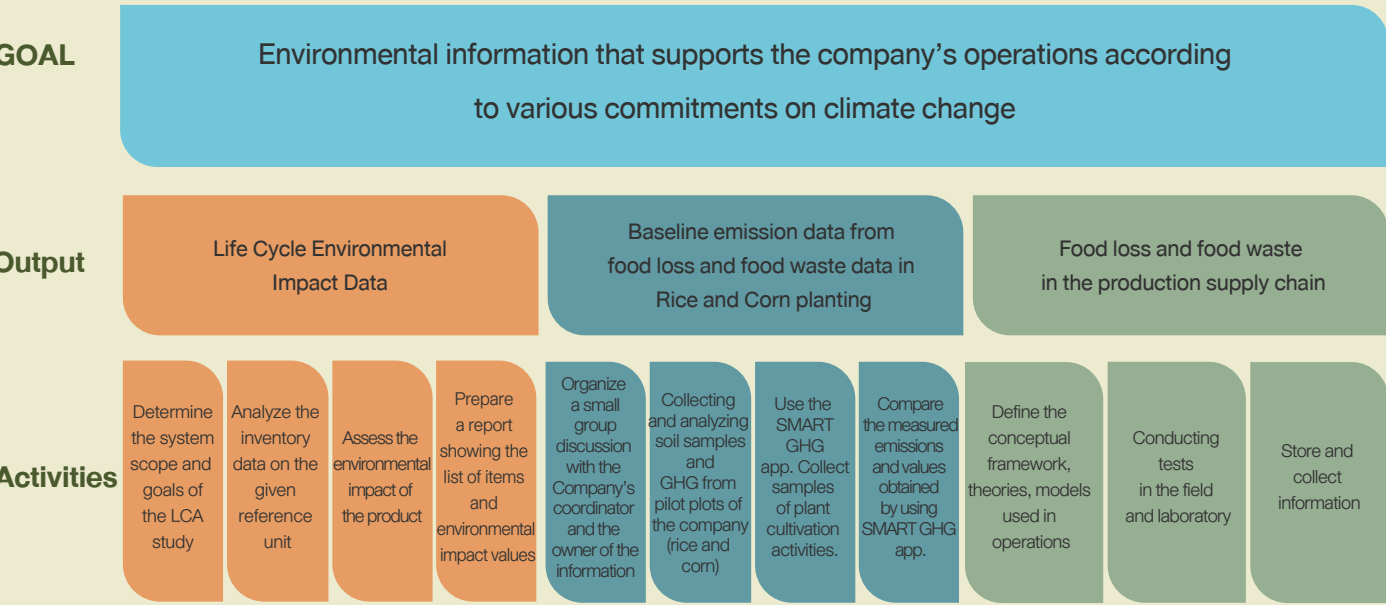 GOAL
Environmental information that supports the company's operations according
to various commitments on climate change
Output
Life Cycle Environmental
Impact Data
Baseline emission data from
food loss and food waste data in
Rice and Corn planting
Food loss and food waste
in the production supply chain
Activities
Determine
the system
scope and
goals of
the LCA
study
Analyze the
inventory
data on the
given
reference
unit
Assess the
environmental
impact of
the product
Prepare
a report
showing the
list of items
and
environmental
impact values
Organize
a small
group
discussion
with the
Company's
coordinator
and the
owner of the
information
Collecting
and analyzing
soil samples
and
GHG from
pilot plots of
the company
(rice and
corn)
Use the
SMART
GHG
app. Collect
samples
of plant
cultivation
activities.
Compare
the measured
emissions
and values
obtained
by using
SMART GHG
app.
Define the
conceptual
framework,
theories, models
used in
operations
Conducting
tests
in the field
and laboratory
Store and
collect
information